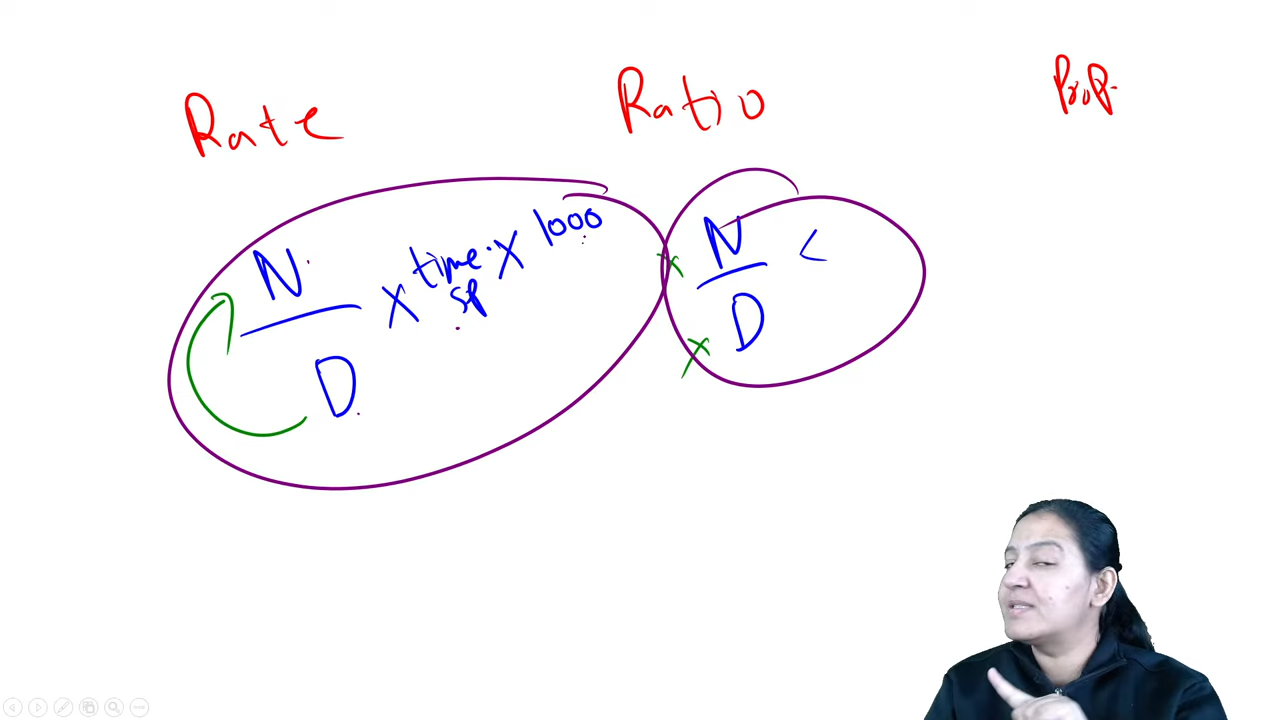 Rate Ratio Prop.
N / D × time sp × 1000
× N / × D <